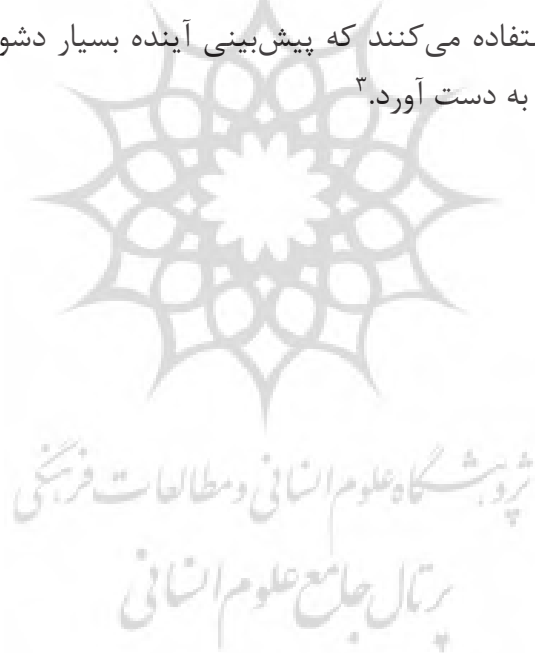 تفاده می‌کنند که پیش‌بینی آینده بسیار دشو
به دست آورد.۳
پژوهشگاه علوم انسانی و مطالعات فرهنگی
پرتال جامع علوم انسانی